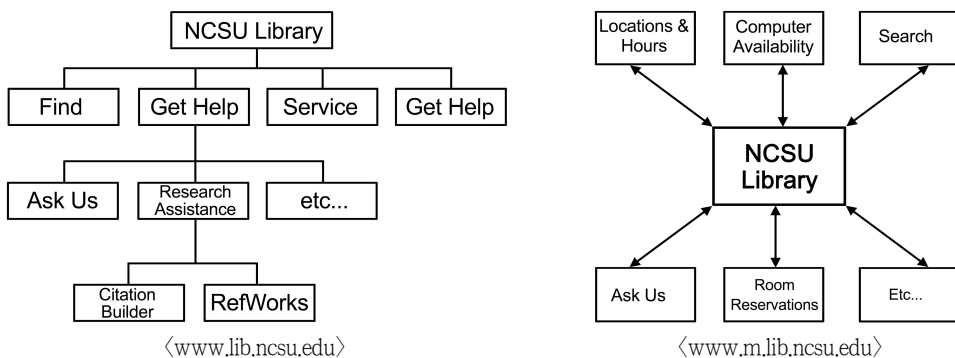 NCSU Library
Find
Get Help
Service
Get Help
Ask Us
Research
Assistance
etc...
Citation
Builder
RefWorks
〈www.lib.ncsu.edu〉
Locations &
Hours
Computer
Availability
Search
NCSU
Library
Ask Us
Room
Reservations
Etc...
〈www.m.lib.ncsu.edu〉